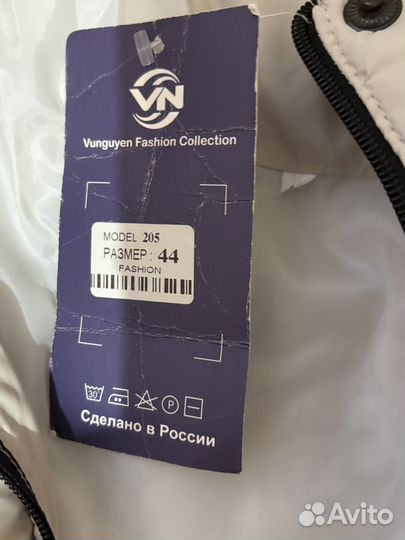 VN
Vunguyen Fashion Collection
MODEL 205
РАЗМЕР: 44
FASHION
30°
P
Сделано в России
Avito